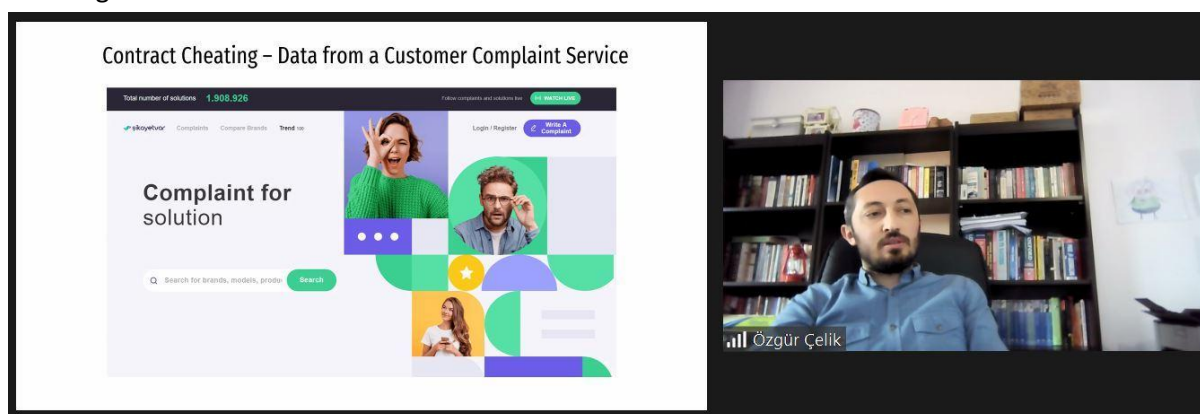 Contract Cheating – Data from a Customer Complaint Service
Total number of solutions 1.908.926
Follow complaints and solutions live
WATCH LIVE
sikayetvar Complaints Compare Brands Trend 100
Login / Register
Write A
Complaint
Complaint for
solution
Search for brands, models, produ
Search
Özgür Çelik